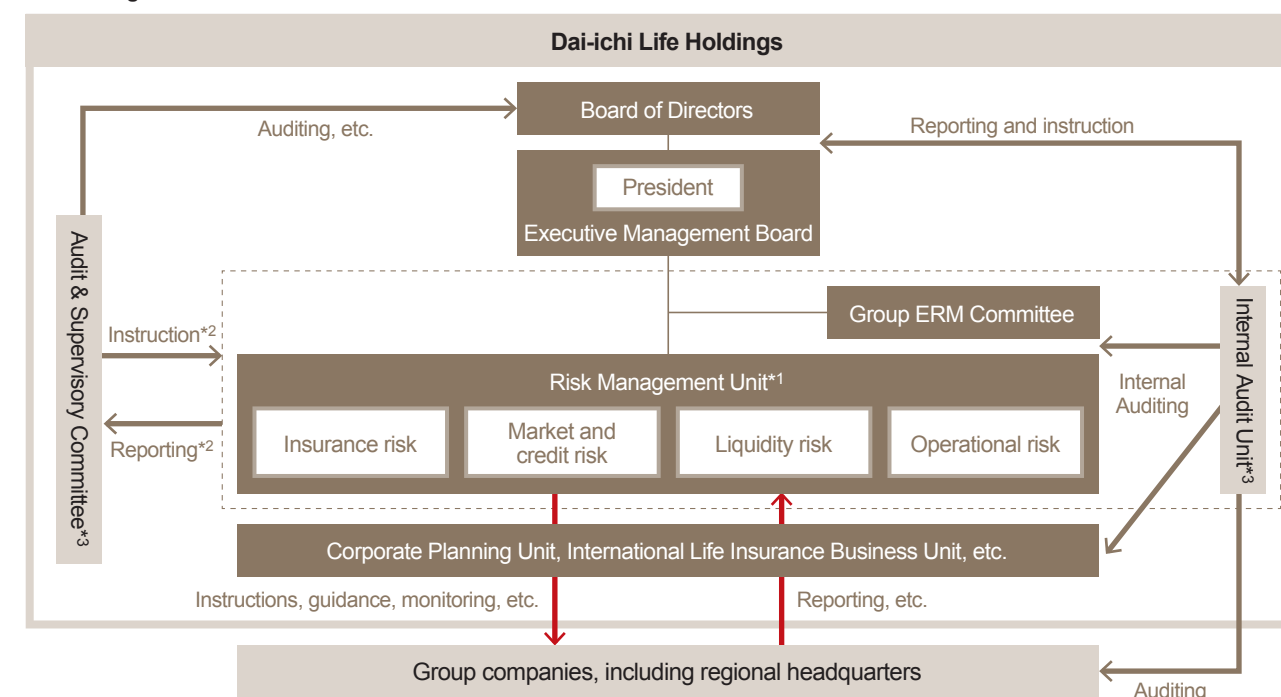 Dai-ichi Life Holdings
Board of Directors
Auditing, etc.
Reporting and instruction
President
Executive Management Board
Audit & Supervisory Committee*3
Instruction*2
Reporting*2
Group ERM Committee
Internal Audit Unit*3
Internal
Auditing
Risk Management Unit*1
Insurance risk
Market and
credit risk
Liquidity risk
Operational risk
Corporate Planning Unit, International Life Insurance Business Unit, etc.
Instructions, guidance, monitoring, etc.
Reporting, etc.
Group companies, including regional headquarters
Auditing